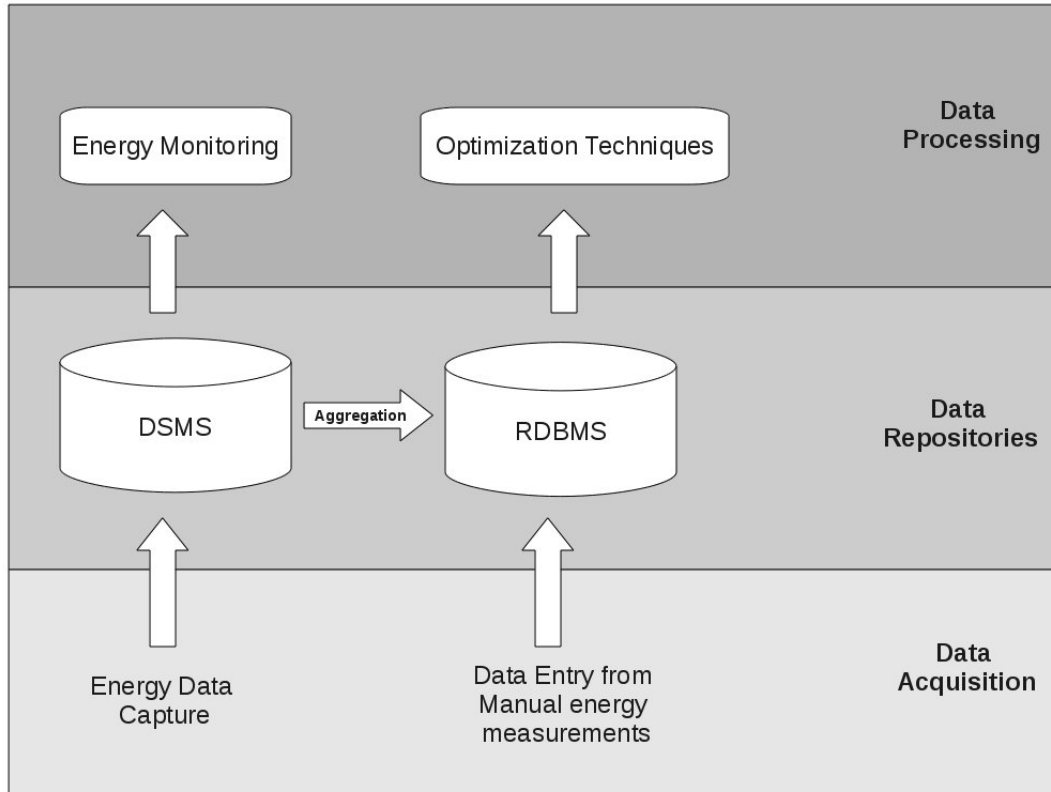 Energy Monitoring
Optimization Techniques
Data
Processing
DSMS
Aggregation
RDBMS
Data
Repositories
Energy Data
Capture
Data Entry from
Manual energy
measurements
Data
Acquisition